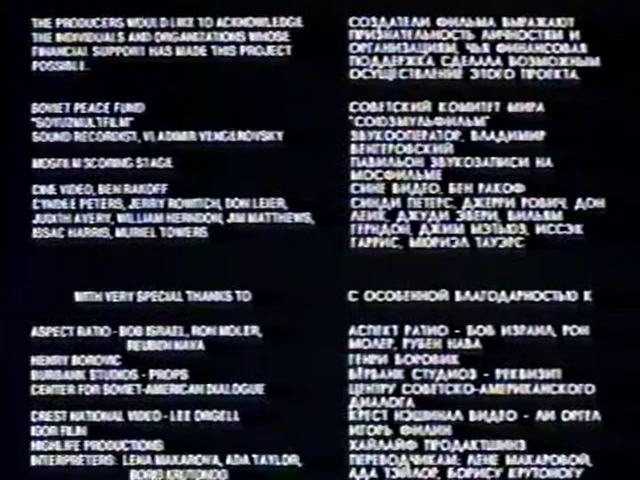 THE PRODUCERS WOULD LIKE TO ACKNOWLEDGE
THE INDIVIDUALS AND ORGANIZATIONS WHOSE
FINANCIAL SUPPORT HAS MADE THIS PROJECT
POSSIBLE.
SOVIET PEACE FUND
"SOYUZMULTFILM"
SOUND RECORDIST, VLADIMIR VENGEROVSKY
MOSFILM SCORING STAGE
CINE VIDEO, BEN RAKOFF
CYNDEE PETERS, JERRY ROWITCH, DON LEIER,
JUDITH AVERY, WILLIAM HERNDON, JIM MATTHEWS,
ISSAC HARRIS, MURIEL TOWERS
WITH VERY SPECIAL THANKS TO
ASPECT RATIO - BOB ISRAEL, RON MOLER,
REUBEN NAVA
HENRY BOROVIC
BURBANK STUDIOS - PROPS
CENTER FOR SOVIET-AMERICAN DIALOGUE
CREST NATIONAL VIDEO - LEE ORGELL
IGOR FILIN
HIGHLIFE PRODUCTIONS
INTERPRETERS: LENA MAKAROVA, ADA TAYLOR,
BORIS KRUTONOG
СОЗДАТЕЛИ ФИЛЬМА ВЫРАЖАЮТ
ПРИЗНАТЕЛЬНОСТЬ ЛИЧНОСТЯМ И
ОРГАНИЗАЦИЯМ, ЧЬЯ ФИНАНСОВАЯ
ПОДДЕРЖКА СДЕЛАЛА ВОЗМОЖНЫМ
ОСУЩЕСТВЛЕНИЕ ЭТОГО ПРОЕКТА.
СОВЕТСКИЙ КОМИТЕТ МИРА
"СОЮЗМУЛЬФИЛЬМ"
ЗВУКООПЕРАТОР, ВЛАДИМИР
ВЕНГЕРОВСКИЙ
ПАВИЛЬОН ЗВУКОЗАПИСИ НА
МОСФИЛЬМЕ
СИНЕ ВИДЕО, БЕН РАКОФ
СИНДИ ПЕТЕРС, ДЖЕРРИ РОВИЧ, ДОН
ЛЕИК, ДЖУДИ ЭВЕРИ, ВИЛЬЯМ
ГЕРНДОН, ДЖИМ МЭТЬЮЗ, ИССЭК
ГАРРИС, МЮРИЭЛ ТАУЭРС
С ОСОБЕННОЙ БЛАГОДАРНОСТЬЮ К
АСПЕКТ РАТИО - БОБ ИЗРАИЛ, РОН
МОЛЕР, РУБЕН НАВА
ГЕНРИ БОРОВИК
БЁРБАНК СТУДИОЗ - РЕКВИЗИТ
ЦЕНТРУ СОВЕТСКО-АМЕРИКАНСКОГО
ДИАЛОГА
КРЕСТ НЭШИНАЛ ВИДЕО - ЛИ ОРГЕЛ
ИГОРЬ ФИЛИН
ХАЙЛАЙФ ПРОДАКТШИНЗ
ПЕРЕВОДЧИКАМ: ЛЕНЕ МАКАРОВОЙ,
АДА ТЭЙЛОР, БОРИСУ КРУТОНОГУ